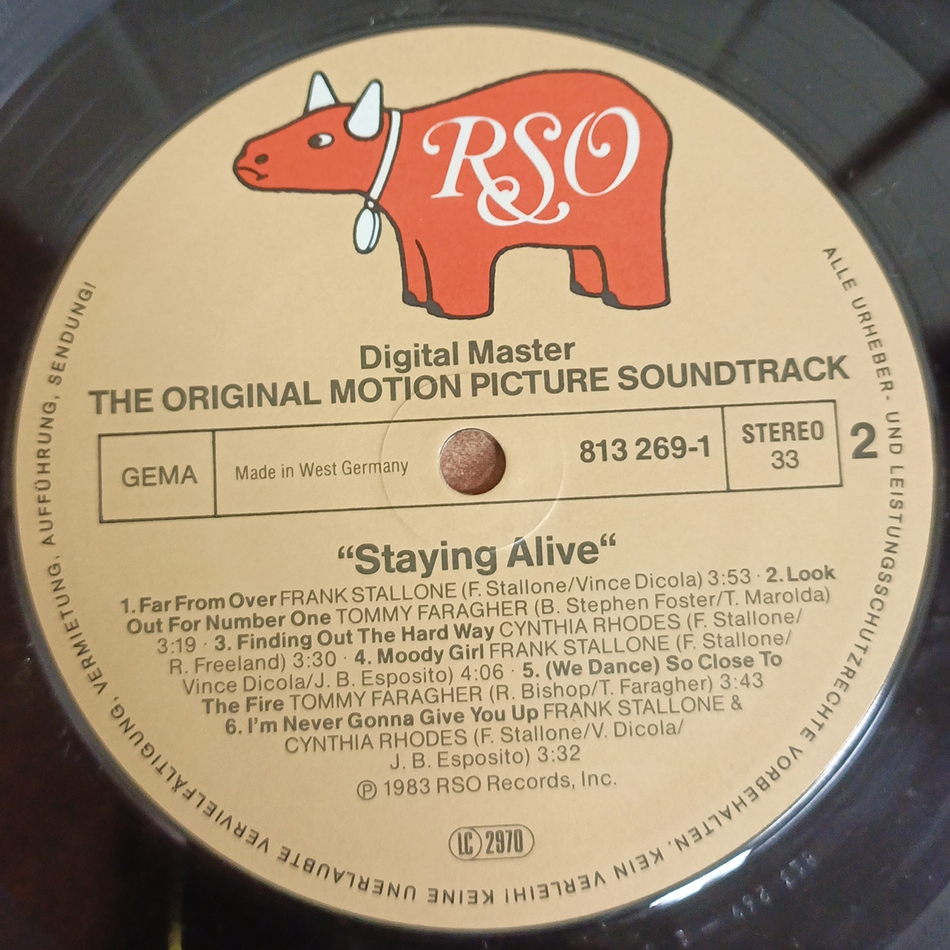 RSO
Digital Master
THE ORIGINAL MOTION PICTURE SOUNDTRACK
GEMA
Made in West Germany
813 269-1
STEREO
33
2
“Staying Alive“
1. Far From Over FRANK STALLONE (F. Stallone/Vince Dicola) 3:53 · 2. Look
Out For Number One TOMMY FARAGHER (B. Stephen Foster/T. Marolda)
3:19 · 3. Finding Out The Hard Way CYNTHIA RHODES (F. Stallone/
R. Freeland) 3:30 · 4. Moody Girl FRANK STALLONE (F. Stallone/
Vince Dicola/J. B. Esposito) 4:06 · 5. (We Dance) So Close To
The Fire TOMMY FARAGHER (R. Bishop/T. Faragher) 3:43
6. I'm Never Gonna Give You Up FRANK STALLONE &
CYNTHIA RHODES (F. Stallone/V. Dicola/
J. B. Esposito) 3:32
Ⓟ 1983 RSO Records, Inc.
LC 2970
ALLE URHEBER- UND LEISTUNGSSCHUTZRECHTE VORBEHALTEN. KEIN VERLEIH! KEINE UNERLAUBTE VERVIELFÄLTIGUNG, VERMIETUNG, AUFFÜHRUNG, SENDUNG!